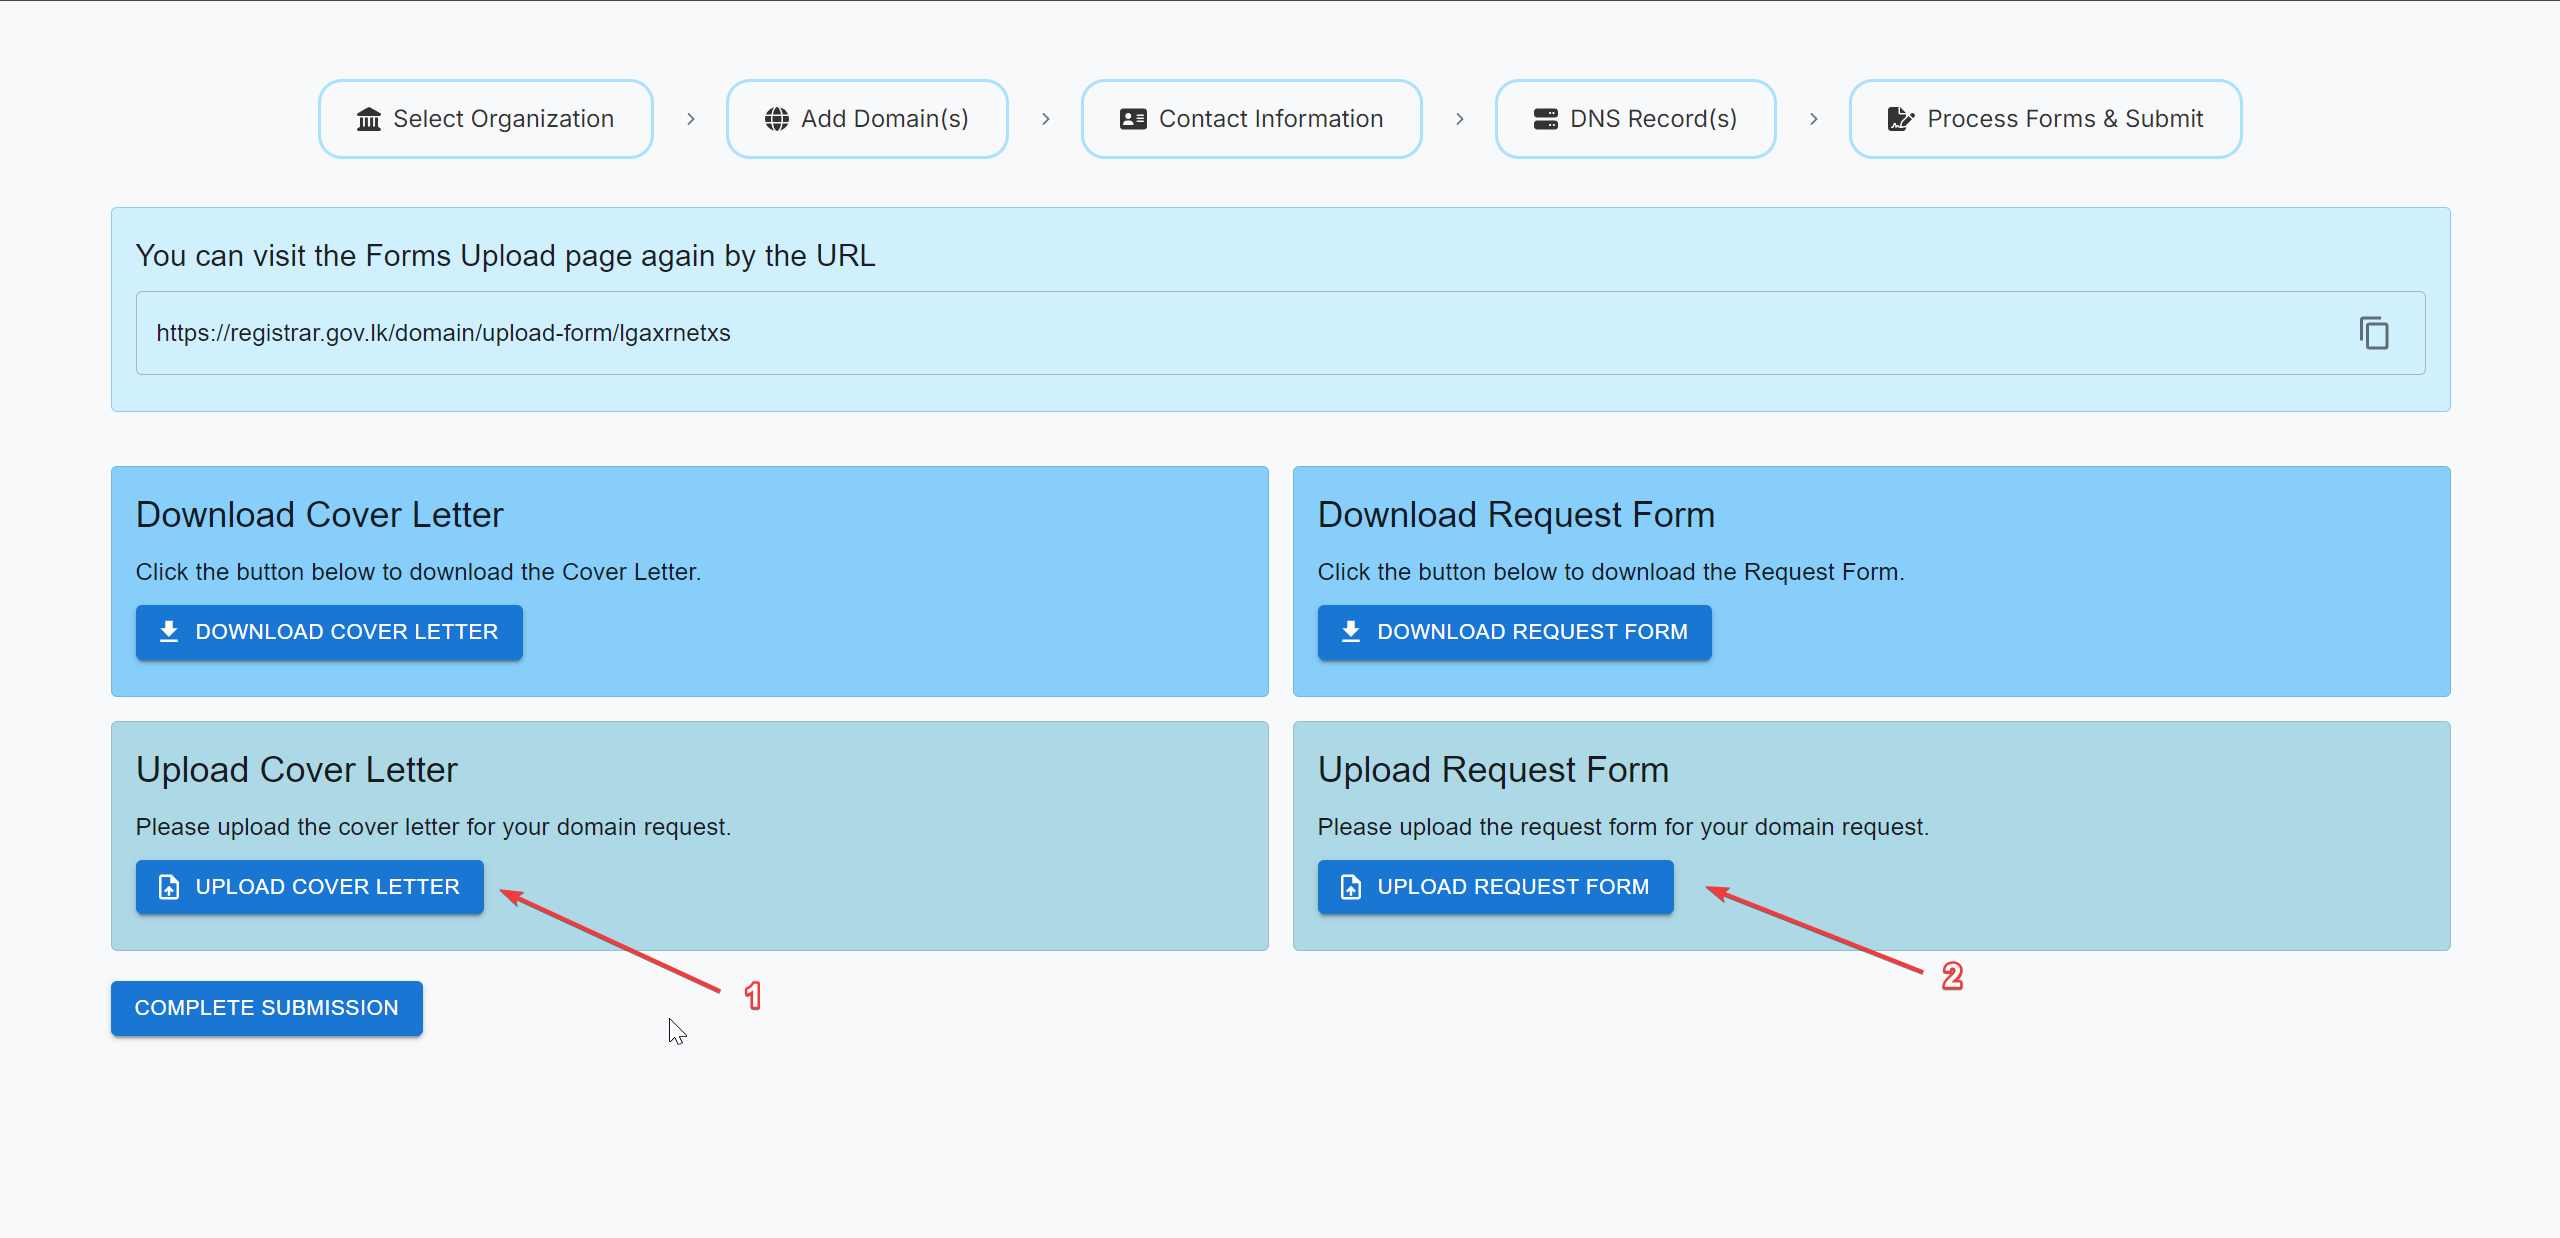 Select Organization
Add Domain(s)
Contact Information
DNS Record(s)
Process Forms & Submit
You can visit the Forms Upload page again by the URL
https://registrar.gov.lk/domain/upload-form/lgaxrnetxs
Download Cover Letter
Click the button below to download the Cover Letter.
DOWNLOAD COVER LETTER
Download Request Form
Click the button below to download the Request Form.
DOWNLOAD REQUEST FORM
Upload Cover Letter
Please upload the cover letter for your domain request.
UPLOAD COVER LETTER
1
Upload Request Form
Please upload the request form for your domain request.
UPLOAD REQUEST FORM
2
COMPLETE SUBMISSION